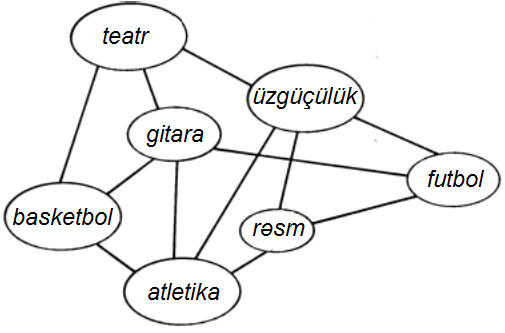 teatr
üzgüçülük
gitara
futbol
basketbol
rəsm
atletika